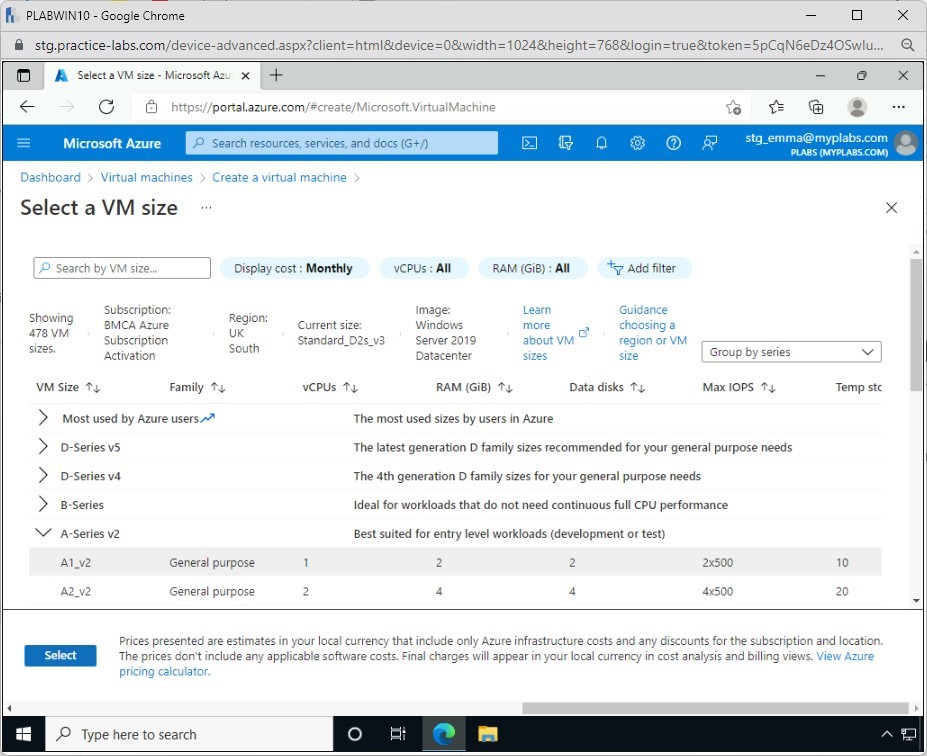 PLABWIN10 - Google Chrome
stg.practice-labs.com/device-advanced.aspx?client=html&device=0&width=1024&height=768&login=true&token=5pCqN6eDz4OSwlu...
Select a VM size - Microsoft Azu
https://portal.azure.com/#create/Microsoft.VirtualMachine
Microsoft Azure
Search resources, services, and docs (G+/)
stg_emma@myplabs.com
PLABS (MYPLABS.COM)
Dashboard > Virtual machines > Create a virtual machine >
Select a VM size ...
Search by VM size...
Display cost : Monthly
vCPUs : All
RAM (GiB) : All
Add filter
Showing
478 VM
sizes.
Subscription:
BMCA Azure
Subscription
Activation
Region:
UK
South
Current size:
Standard_D2s_v3
Image:
Windows
Server 2019
Datacenter
Learn
more
about VM
sizes
Guidance
choosing a
region or VM
size
Group by series
VM Size ↑↓ Family ↑↓ vCPUs ↑↓ RAM (GiB) ↑↓ Data disks ↑↓ Max IOPS ↑↓ Temp stc
Most used by Azure users The most used sizes by users in Azure
D-Series v5 The latest generation D family sizes recommended for your general purpose needs
D-Series v4 The 4th generation D family sizes for your general purpose needs
B-Series Ideal for workloads that do not need continuous full CPU performance
A-Series v2 Best suited for entry level workloads (development or test)
A1_v2 General purpose 1 2 2 2x500 10
A2_v2 General purpose 2 4 4 4x500 20
Select
Prices presented are estimates in your local currency that include only Azure infrastructure costs and any discounts for the subscription and location.
The prices don't include any applicable software costs. Final charges will appear in your local currency in cost analysis and billing views. View Azure
pricing calculator.
Type here to search